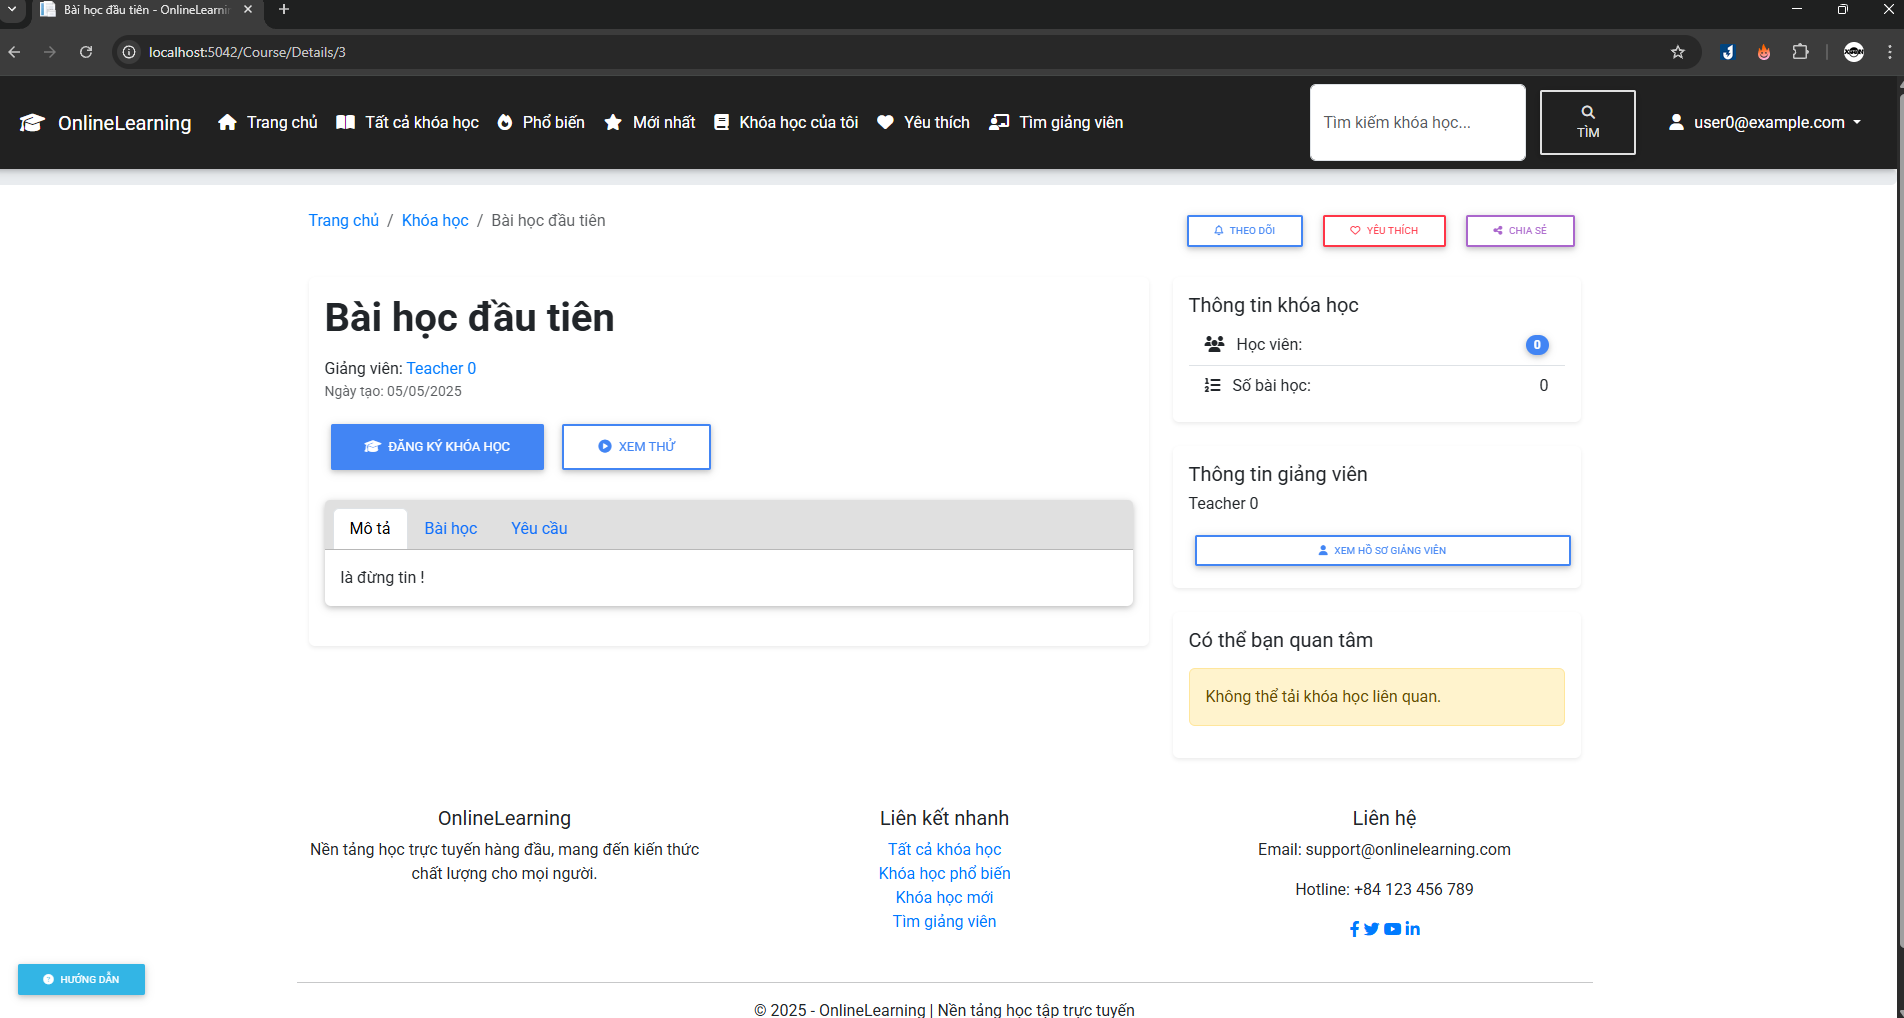 Bài học đầu tiên - OnlineLearnin
localhost:5042/Course/Details/3
OnlineLearning
Trang chủ
Tất cả khóa học
Phổ biến
Mới nhất
Khóa học của tôi
Yêu thích
Tìm giảng viên
Tìm kiếm khóa học...
TÌM
user0@example.com
Trang chủ / Khóa học / Bài học đầu tiên
THEO DÕI
YÊU THÍCH
CHIA SẺ
Bài học đầu tiên
Giảng viên: Teacher 0
Ngày tạo: 05/05/2025
ĐĂNG KÝ KHÓA HỌC
XEM THỬ
Mô tả
Bài học
Yêu cầu
là đừng tin !
Thông tin khóa học
Học viên:
0
Số bài học:
0
Thông tin giảng viên
Teacher 0
XEM HỒ SƠ GIẢNG VIÊN
Có thể bạn quan tâm
Không thể tải khóa học liên quan.
OnlineLearning
Nền tảng học trực tuyến hàng đầu, mang đến kiến thức
chất lượng cho mọi người.
Liên kết nhanh
Tất cả khóa học
Khóa học phổ biến
Khóa học mới
Tìm giảng viên
Liên hệ
Email: support@onlinelearning.com
Hotline: +84 123 456 789
HƯỚNG DẪN
© 2025 - OnlineLearning | Nền tảng học tập trực tuyến